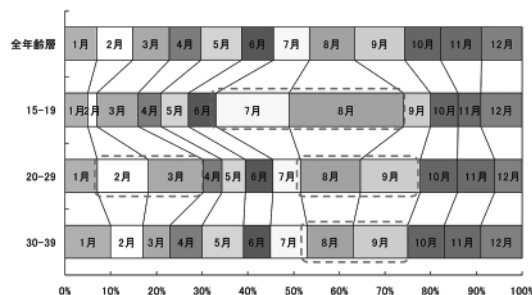 全年齢層 1月 2月 3月 4月 5月 6月 7月 8月 9月 10月 11月 12月
15-19 1月 2月 3月 4月 5月 6月 7月 8月 9月 10月 11月 12月
20-29 1月 2月 3月 4月 5月 6月 7月 8月 9月 10月 11月 12月
30-39 1月 2月 3月 4月 5月 6月 7月 8月 9月 10月 11月 12月
0% 10% 20% 30% 40% 50% 60% 70% 80% 90% 100%